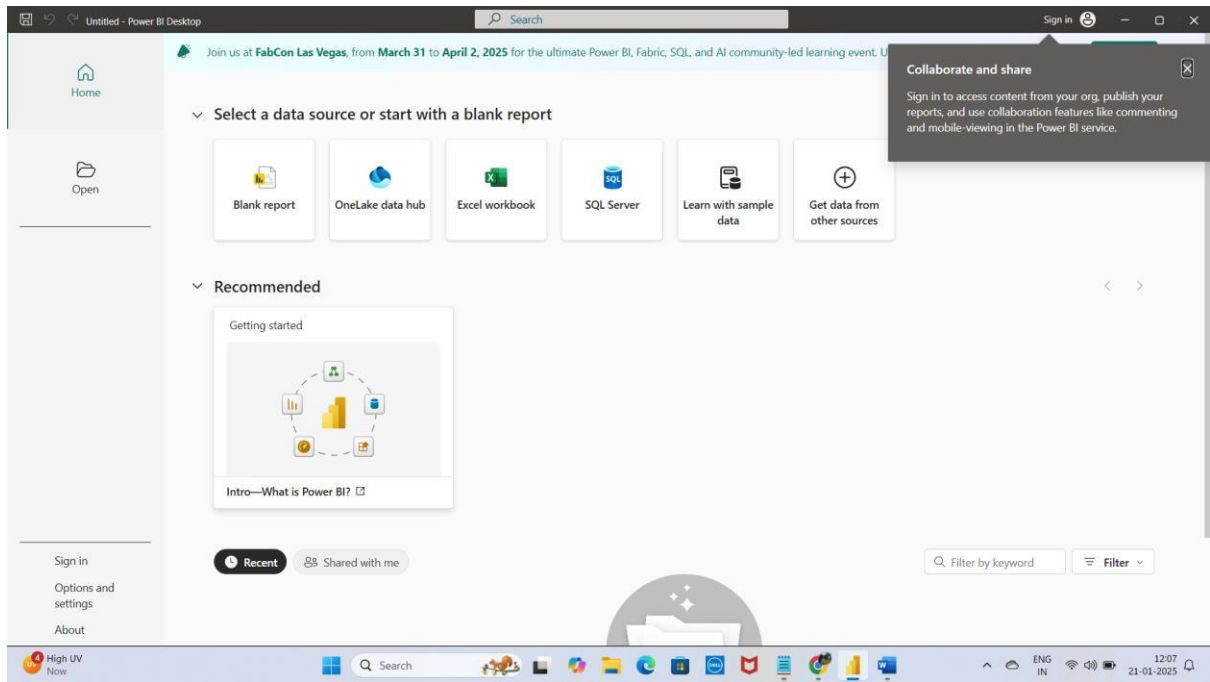 Untitled - Power BI Desktop
Search
Sign in
Join us at FabCon Las Vegas, from March 31 to April 2, 2025 for the ultimate Power BI, Fabric, SQL, and AI community-led learning event. U
Collaborate and share
Sign in to access content from your org, publish your
reports, and use collaboration features like commenting
and mobile-viewing in the Power BI service.
Home
Open
Select a data source or start with a blank report
Blank report
OneLake data hub
Excel workbook
SQL
SQL Server
Learn with sample
data
Get data from
other sources
Recommended
Getting started
Intro—What is Power BI?
Recent
Shared with me
Filter by keyword
Filter
Sign in
Options and
settings
About
4
High UV
Now
Search
ENG
IN
12:07
21-01-2025